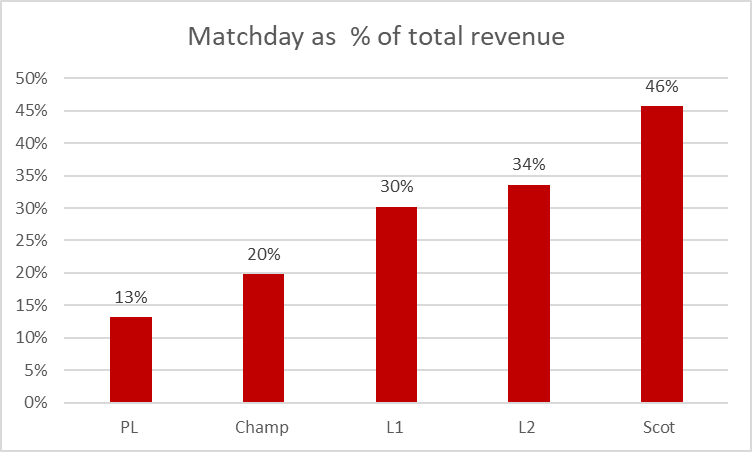 Matchday as  % of total revenue
50%
45%
40%
35%
30%
25%
20%
15%
10%
5%
0%
13%
20%
30%
34%
46%
PL
Champ
L1
L2
Scot